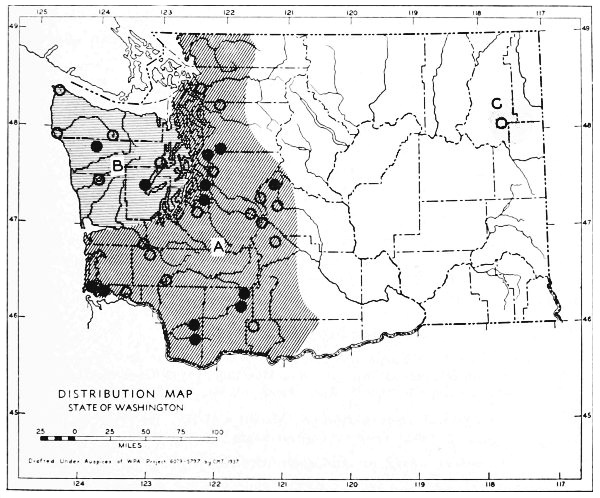 125 124 123 122 121 120 119 118 117
49 49
C
48 48
B
47 47
A
46 46
DISTRIBUTION MAP
STATE OF WASHINGTON
45 45
25 0 25 50 75 100
MILES
Drafted Under Auspices of WPA Project 6079-5797 by CMT 1937
124 123 122 121 120 119 118 117